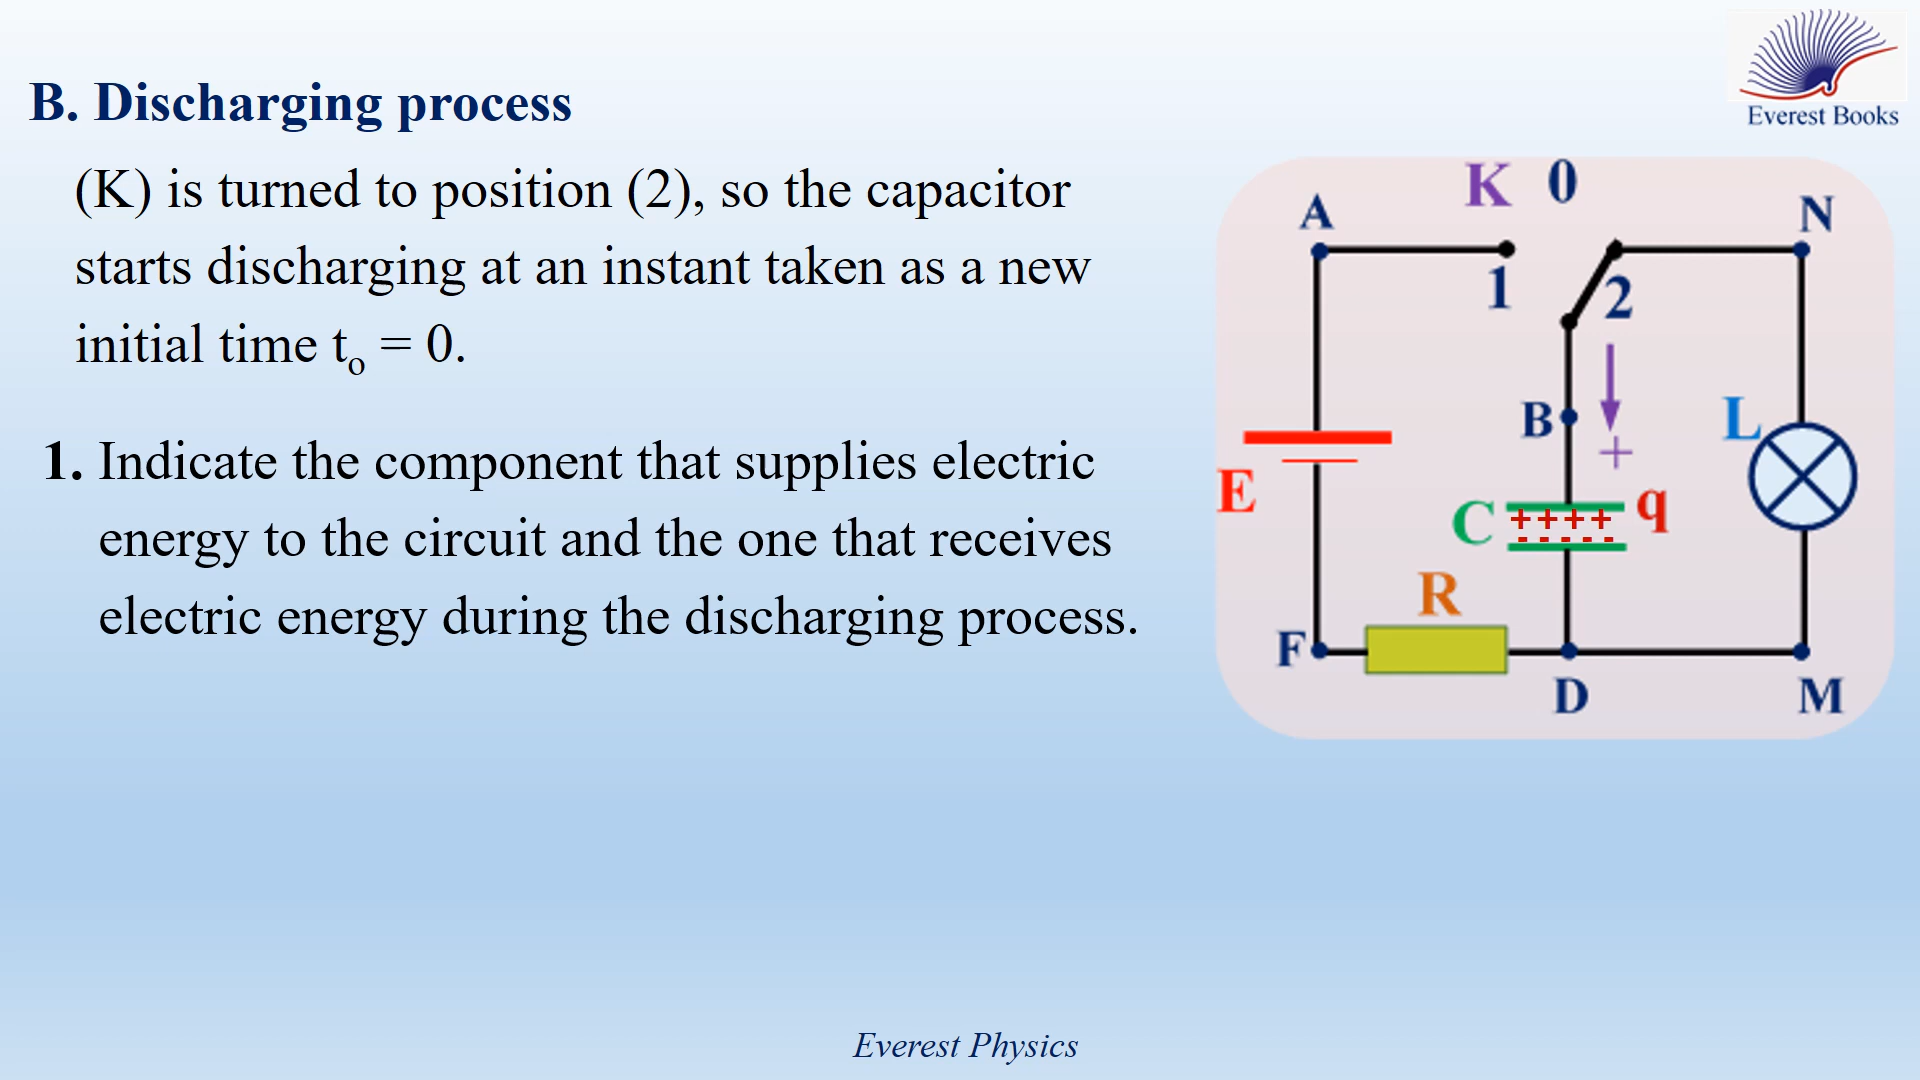 B. Discharging process
(K) is turned to position (2), so the capacitor
starts discharging at an instant taken as a new
initial time tₒ = 0.
1. Indicate the component that supplies electric
energy to the circuit and the one that receives
electric energy during the discharging process.
Everest Books
K 0
A
N
1
2
B
+
L
E
C
++++
-----
q
R
F
D
M
Everest Physics